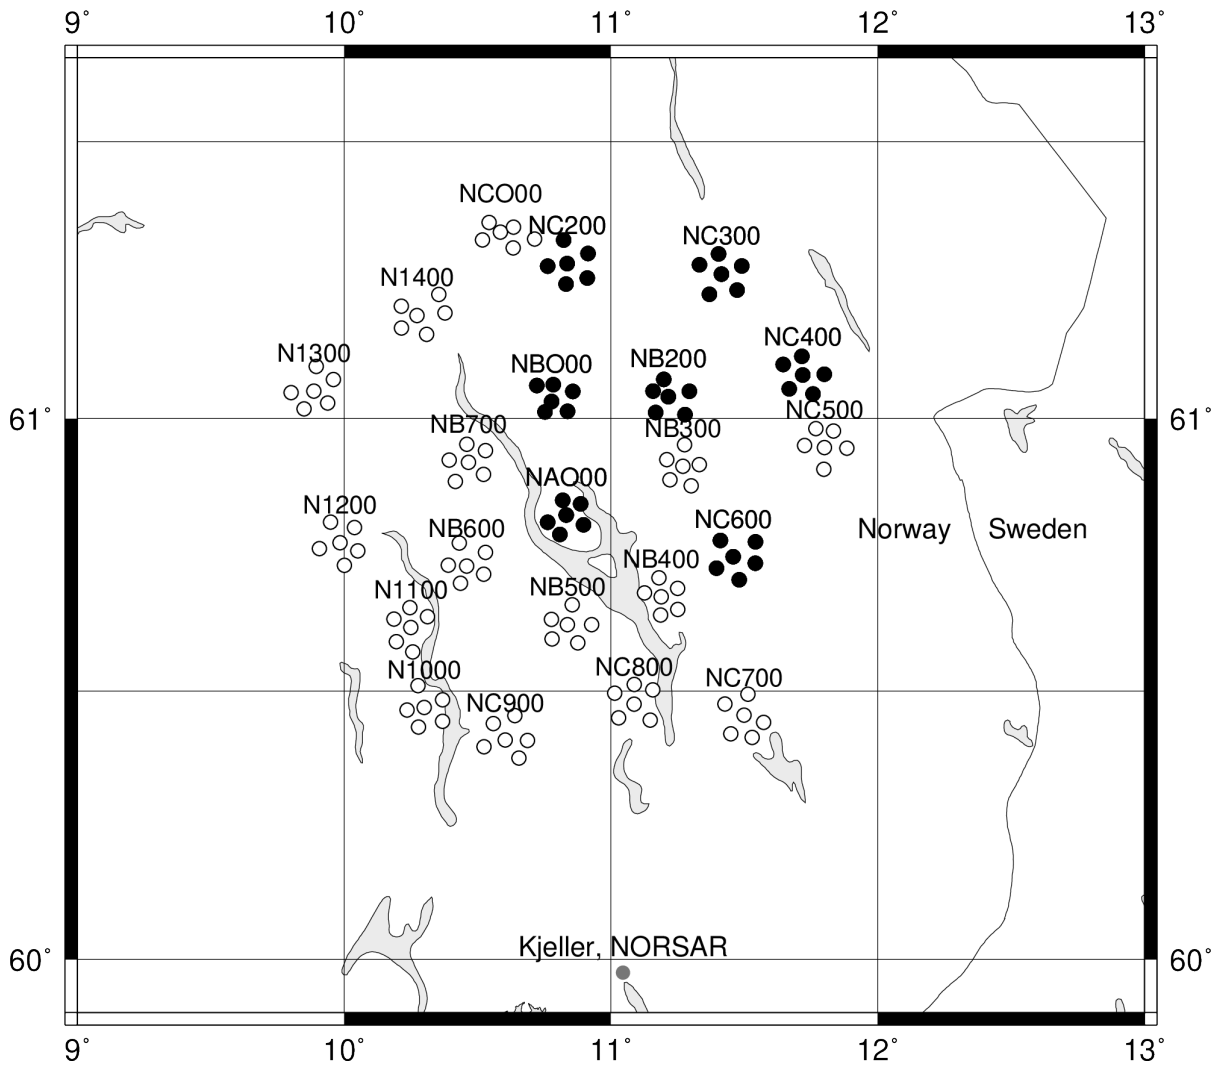 9° 10° 11° 12° 13°
NCO00
NC200
NC300
N1400
NC400
N1300
NBO00
NB200
NC500
61° 61°
NB700
NB300
NAO00
N1200
NB600
NC600
Norway Sweden
NB400
N1100
NB500
N1000
NC800
NC700
NC900
Kjeller, NORSAR
60° 60°
9° 10° 11° 12° 13°